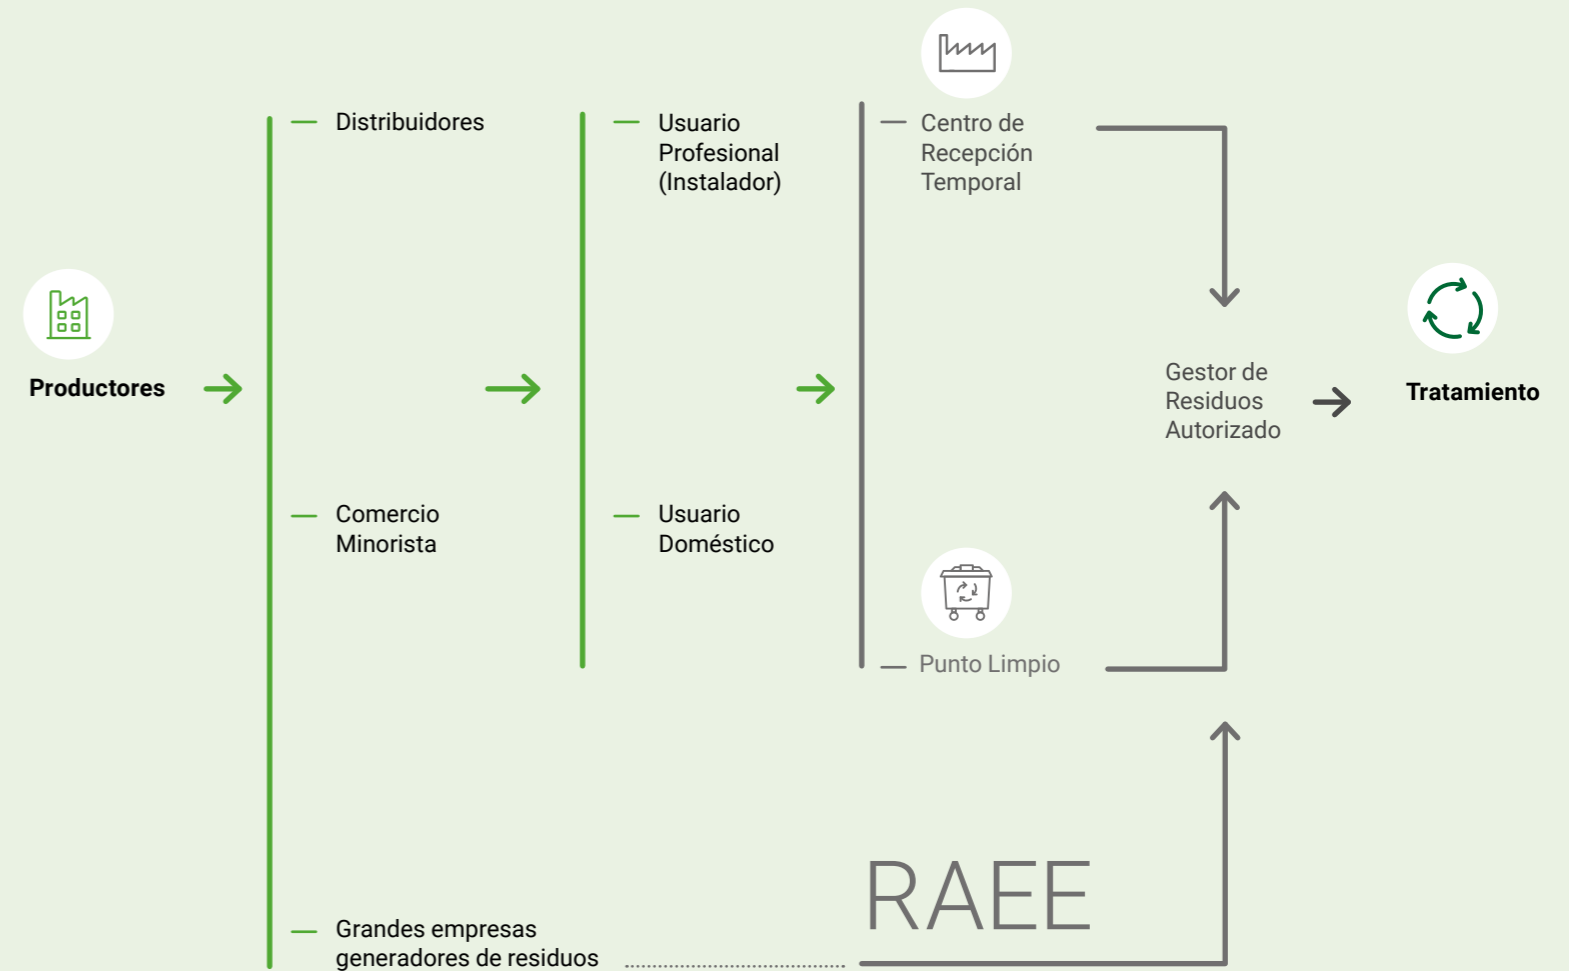 Productores
Distribuidores
Comercio
Minorista
Grandes empresas
generadores de residuos
Usuario
Profesional
(Instalador)
Usuario
Doméstico
Centro de
Recepción
Temporal
Punto Limpio
RAEE
Gestor de
Residuos
Autorizado
Tratamiento